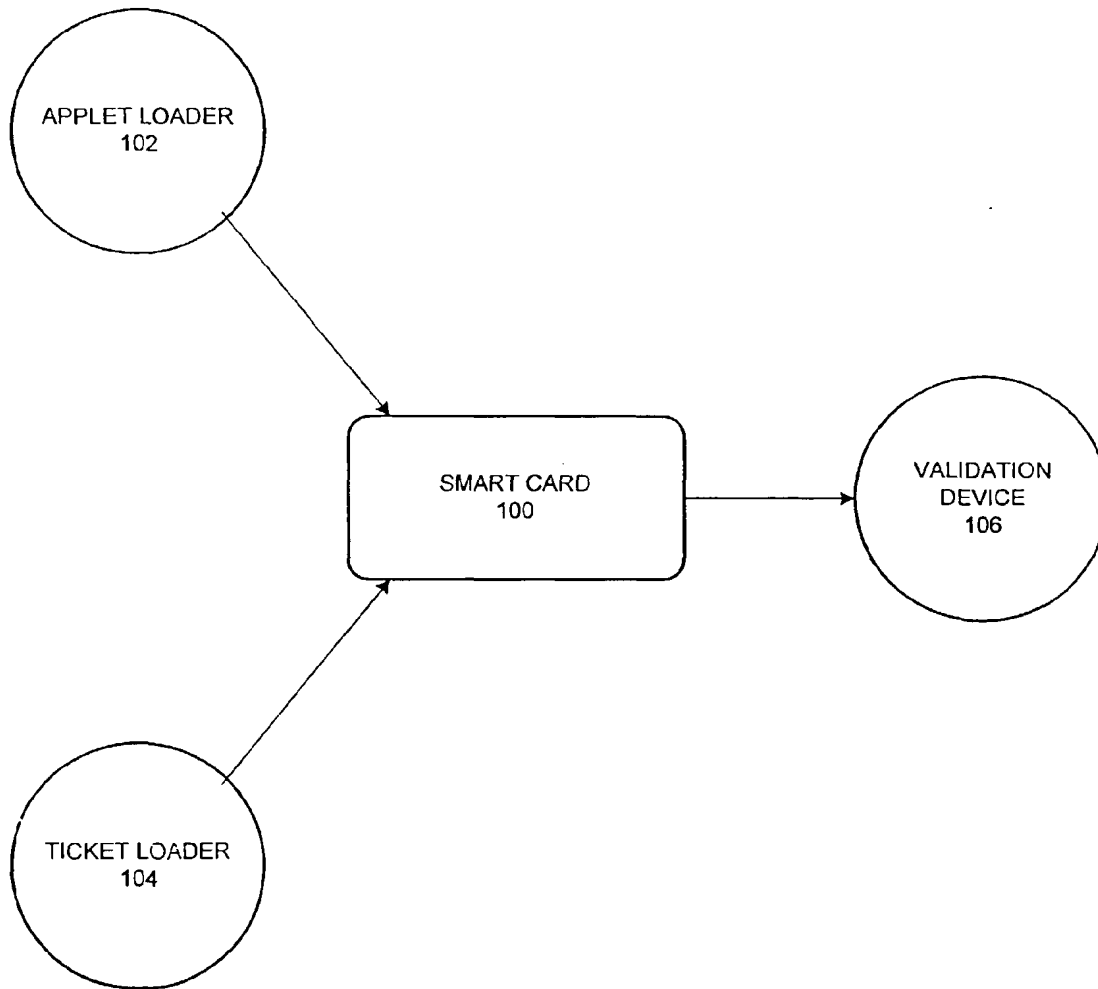 APPLET LOADER
102
SMART CARD
100
VALIDATION
DEVICE
106
TICKET LOADER
104